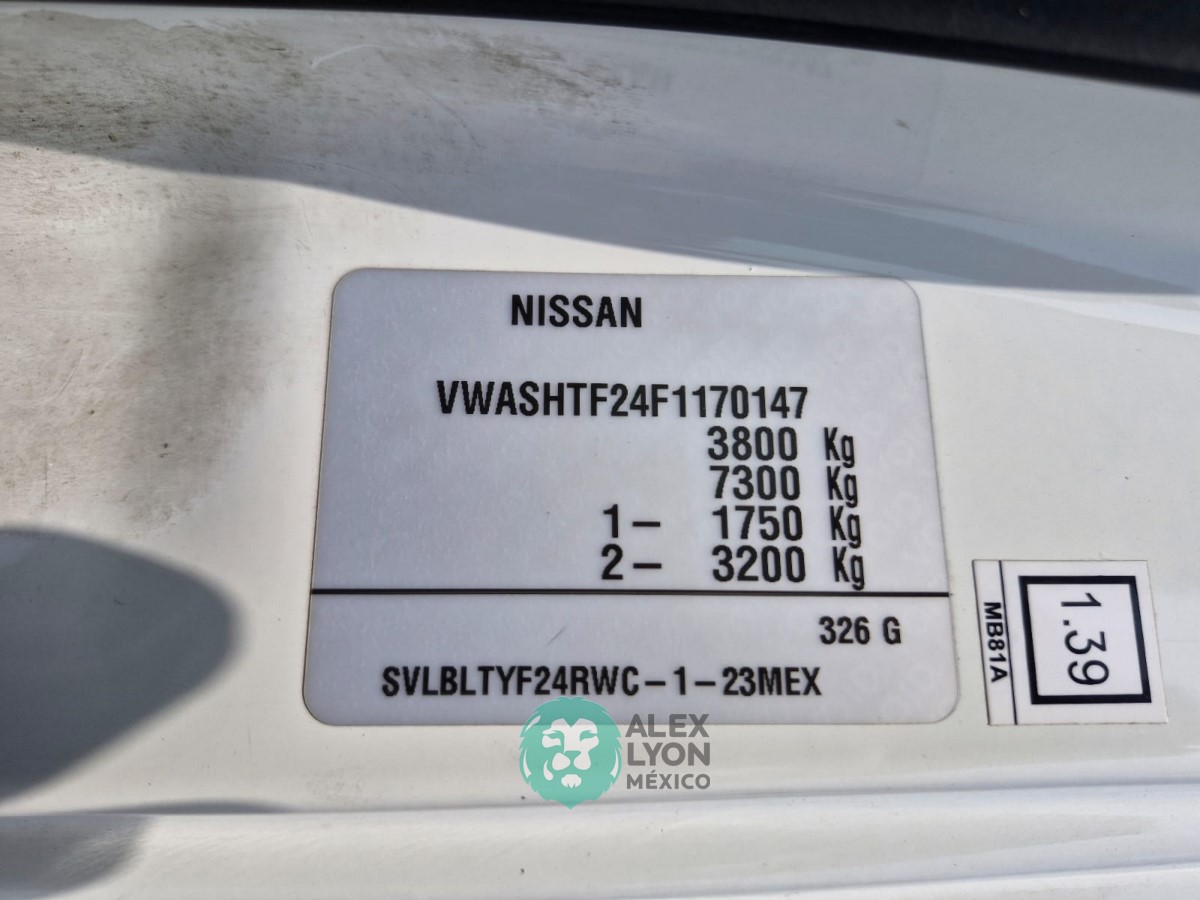 NISSAN
VWASHTF24F1170147
3800 Kg
7300 Kg
1- 1750 Kg
2- 3200 Kg
326 G
SVLBLTYF24RWC-1-23MEX
1.39
MB81A
ALEX
LYON
MÉXICO